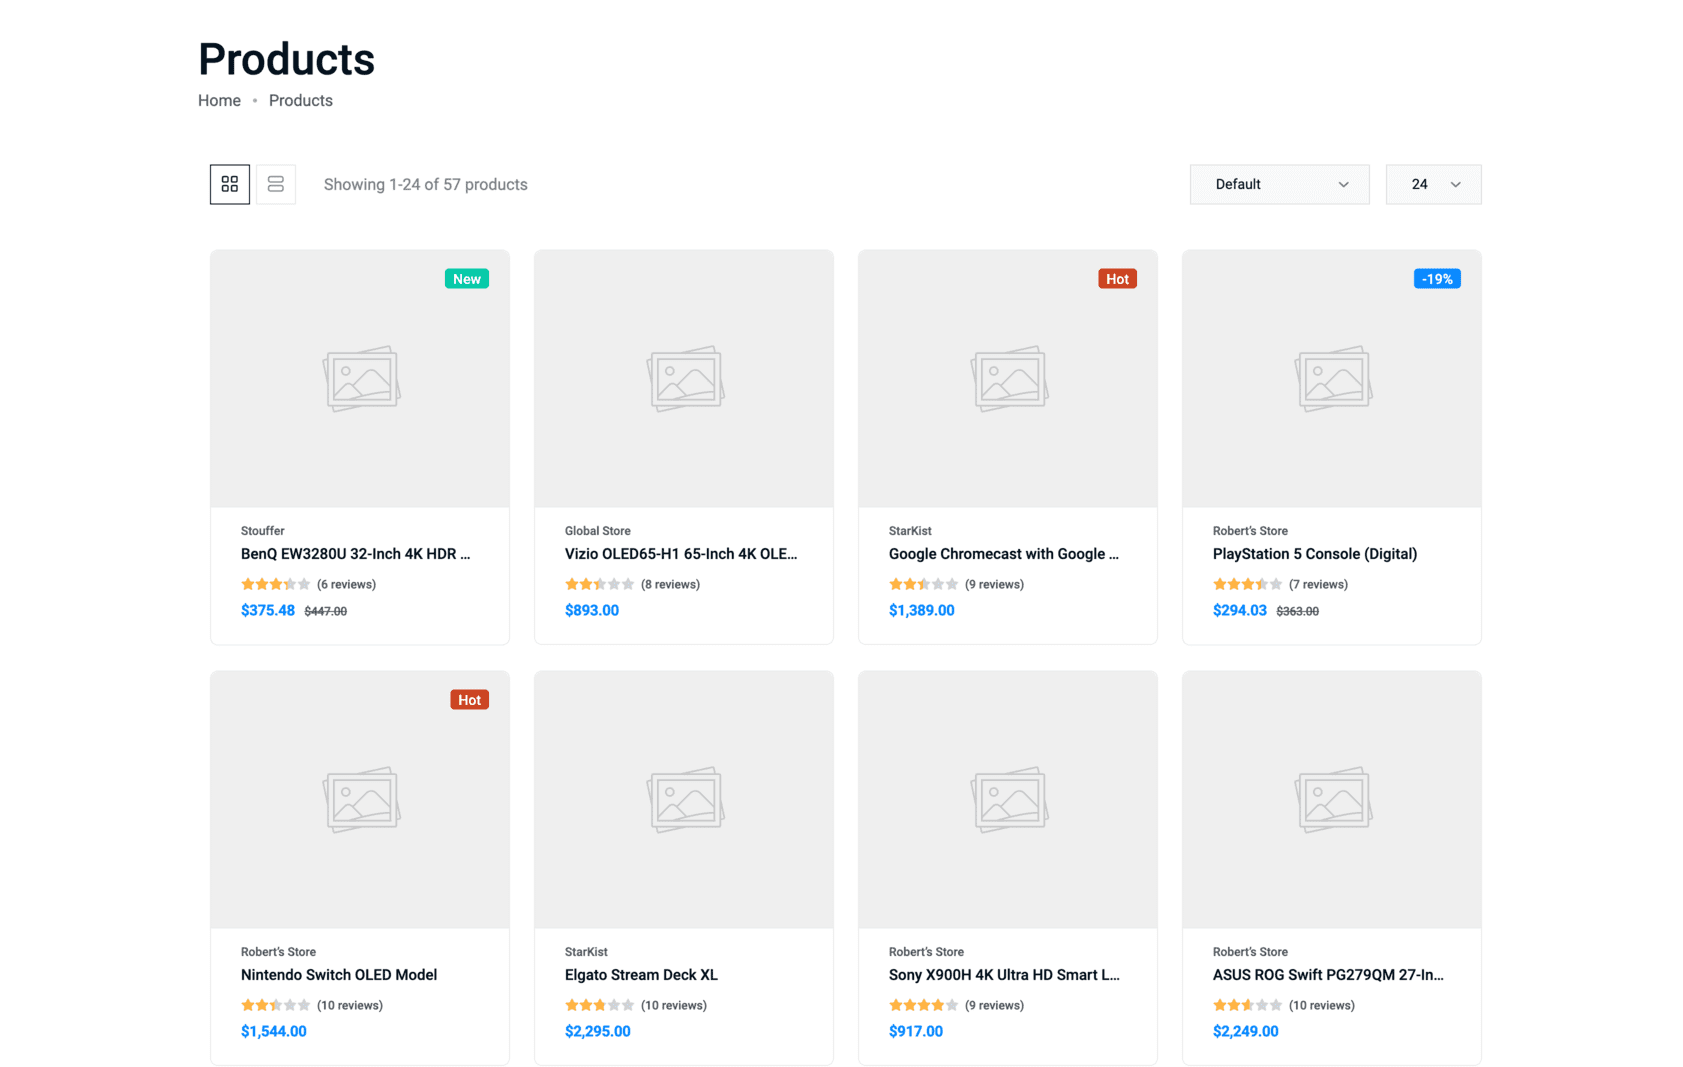 Products
Home • Products
Showing 1-24 of 57 products
Default
24
New
Hot
-19%
Stouffer
BenQ EW3280U 32-Inch 4K HDR ...
(6 reviews)
$375.48 $447.00
Global Store
Vizio OLED65-H1 65-Inch 4K OLE...
(8 reviews)
$893.00
StarKist
Google Chromecast with Google ...
(9 reviews)
$1,389.00
Robert's Store
PlayStation 5 Console (Digital)
(7 reviews)
$294.03 $363.00
Hot
Robert's Store
Nintendo Switch OLED Model
(10 reviews)
$1,544.00
StarKist
Elgato Stream Deck XL
(10 reviews)
$2,295.00
Robert's Store
Sony X900H 4K Ultra HD Smart L...
(9 reviews)
$917.00
Robert's Store
ASUS ROG Swift PG279QM 27-In...
(10 reviews)
$2,249.00